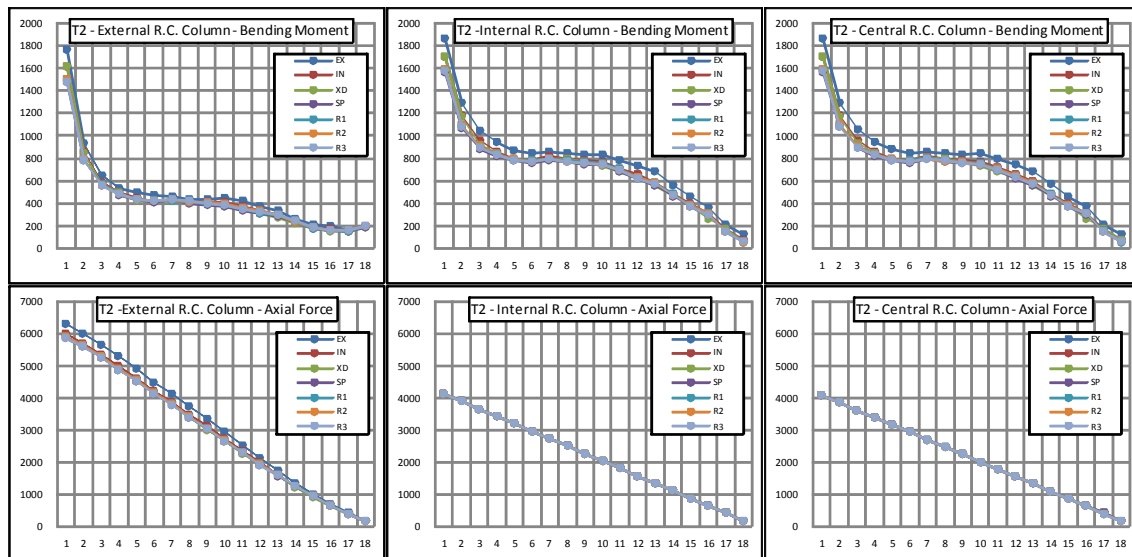 T2 - External R.C. Column - Bending Moment
2000
1800
1600
1400
1200
1000
800
600
400
200
0
EX
IN
XD
SP
R1
R2
R3
1 2 3 4 5 6 7 8 9 10 11 12 13 14 15 16 17 18
T2 -Internal R.C. Column - Bending Moment
2000
1800
1600
1400
1200
1000
800
600
400
200
0
EX
IN
XD
SP
R1
R2
R3
1 2 3 4 5 6 7 8 9 10 11 12 13 14 15 16 17 18
T2 - Central R.C. Column - Bending Moment
2000
1800
1600
1400
1200
1000
800
600
400
200
0
EX
IN
XD
SP
R1
R2
R3
1 2 3 4 5 6 7 8 9 10 11 12 13 14 15 16 17 18
T2 -External R.C. Column - Axial Force
7000
6000
5000
4000
3000
2000
1000
0
EX
IN
XD
SP
R1
R2
R3
1 2 3 4 5 6 7 8 9 10 11 12 13 14 15 16 17 18
T2 - Internal R.C. Column - Axial Force
7000
6000
5000
4000
3000
2000
1000
0
EX
IN
XD
SP
R1
R2
R3
1 2 3 4 5 6 7 8 9 10 11 12 13 14 15 16 17 18
T2 - Central R.C. Column - Axial Force
7000
6000
5000
4000
3000
2000
1000
0
EX
IN
XD
SP
R1
R2
R3
1 2 3 4 5 6 7 8 9 10 11 12 13 14 15 16 17 18